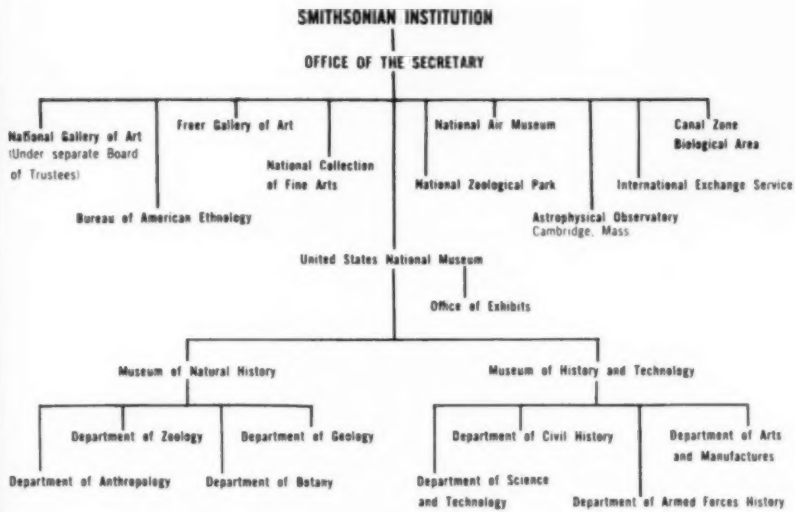 SMITHSONIAN INSTITUTION
OFFICE OF THE SECRETARY
National Gallery of Art
(Under separate Board
of Trustees)
Freer Gallery of Art
National Air Museum
Canal Zone
Biological Area
National Collection
of Fine Arts
National Zoological Park
International Exchange Service
Bureau of American Ethnology
Astrophysical Observatory
Cambridge, Mass
United States National Museum
Office of Exhibits
Museum of Natural History
Museum of History and Technology
Department of Zoology
Department of Geology
Department of Civil History
Department of Arts
and Manufactures
Department of Anthropology
Department of Botany
Department of Science
and Technology
Department of Armed Forces History